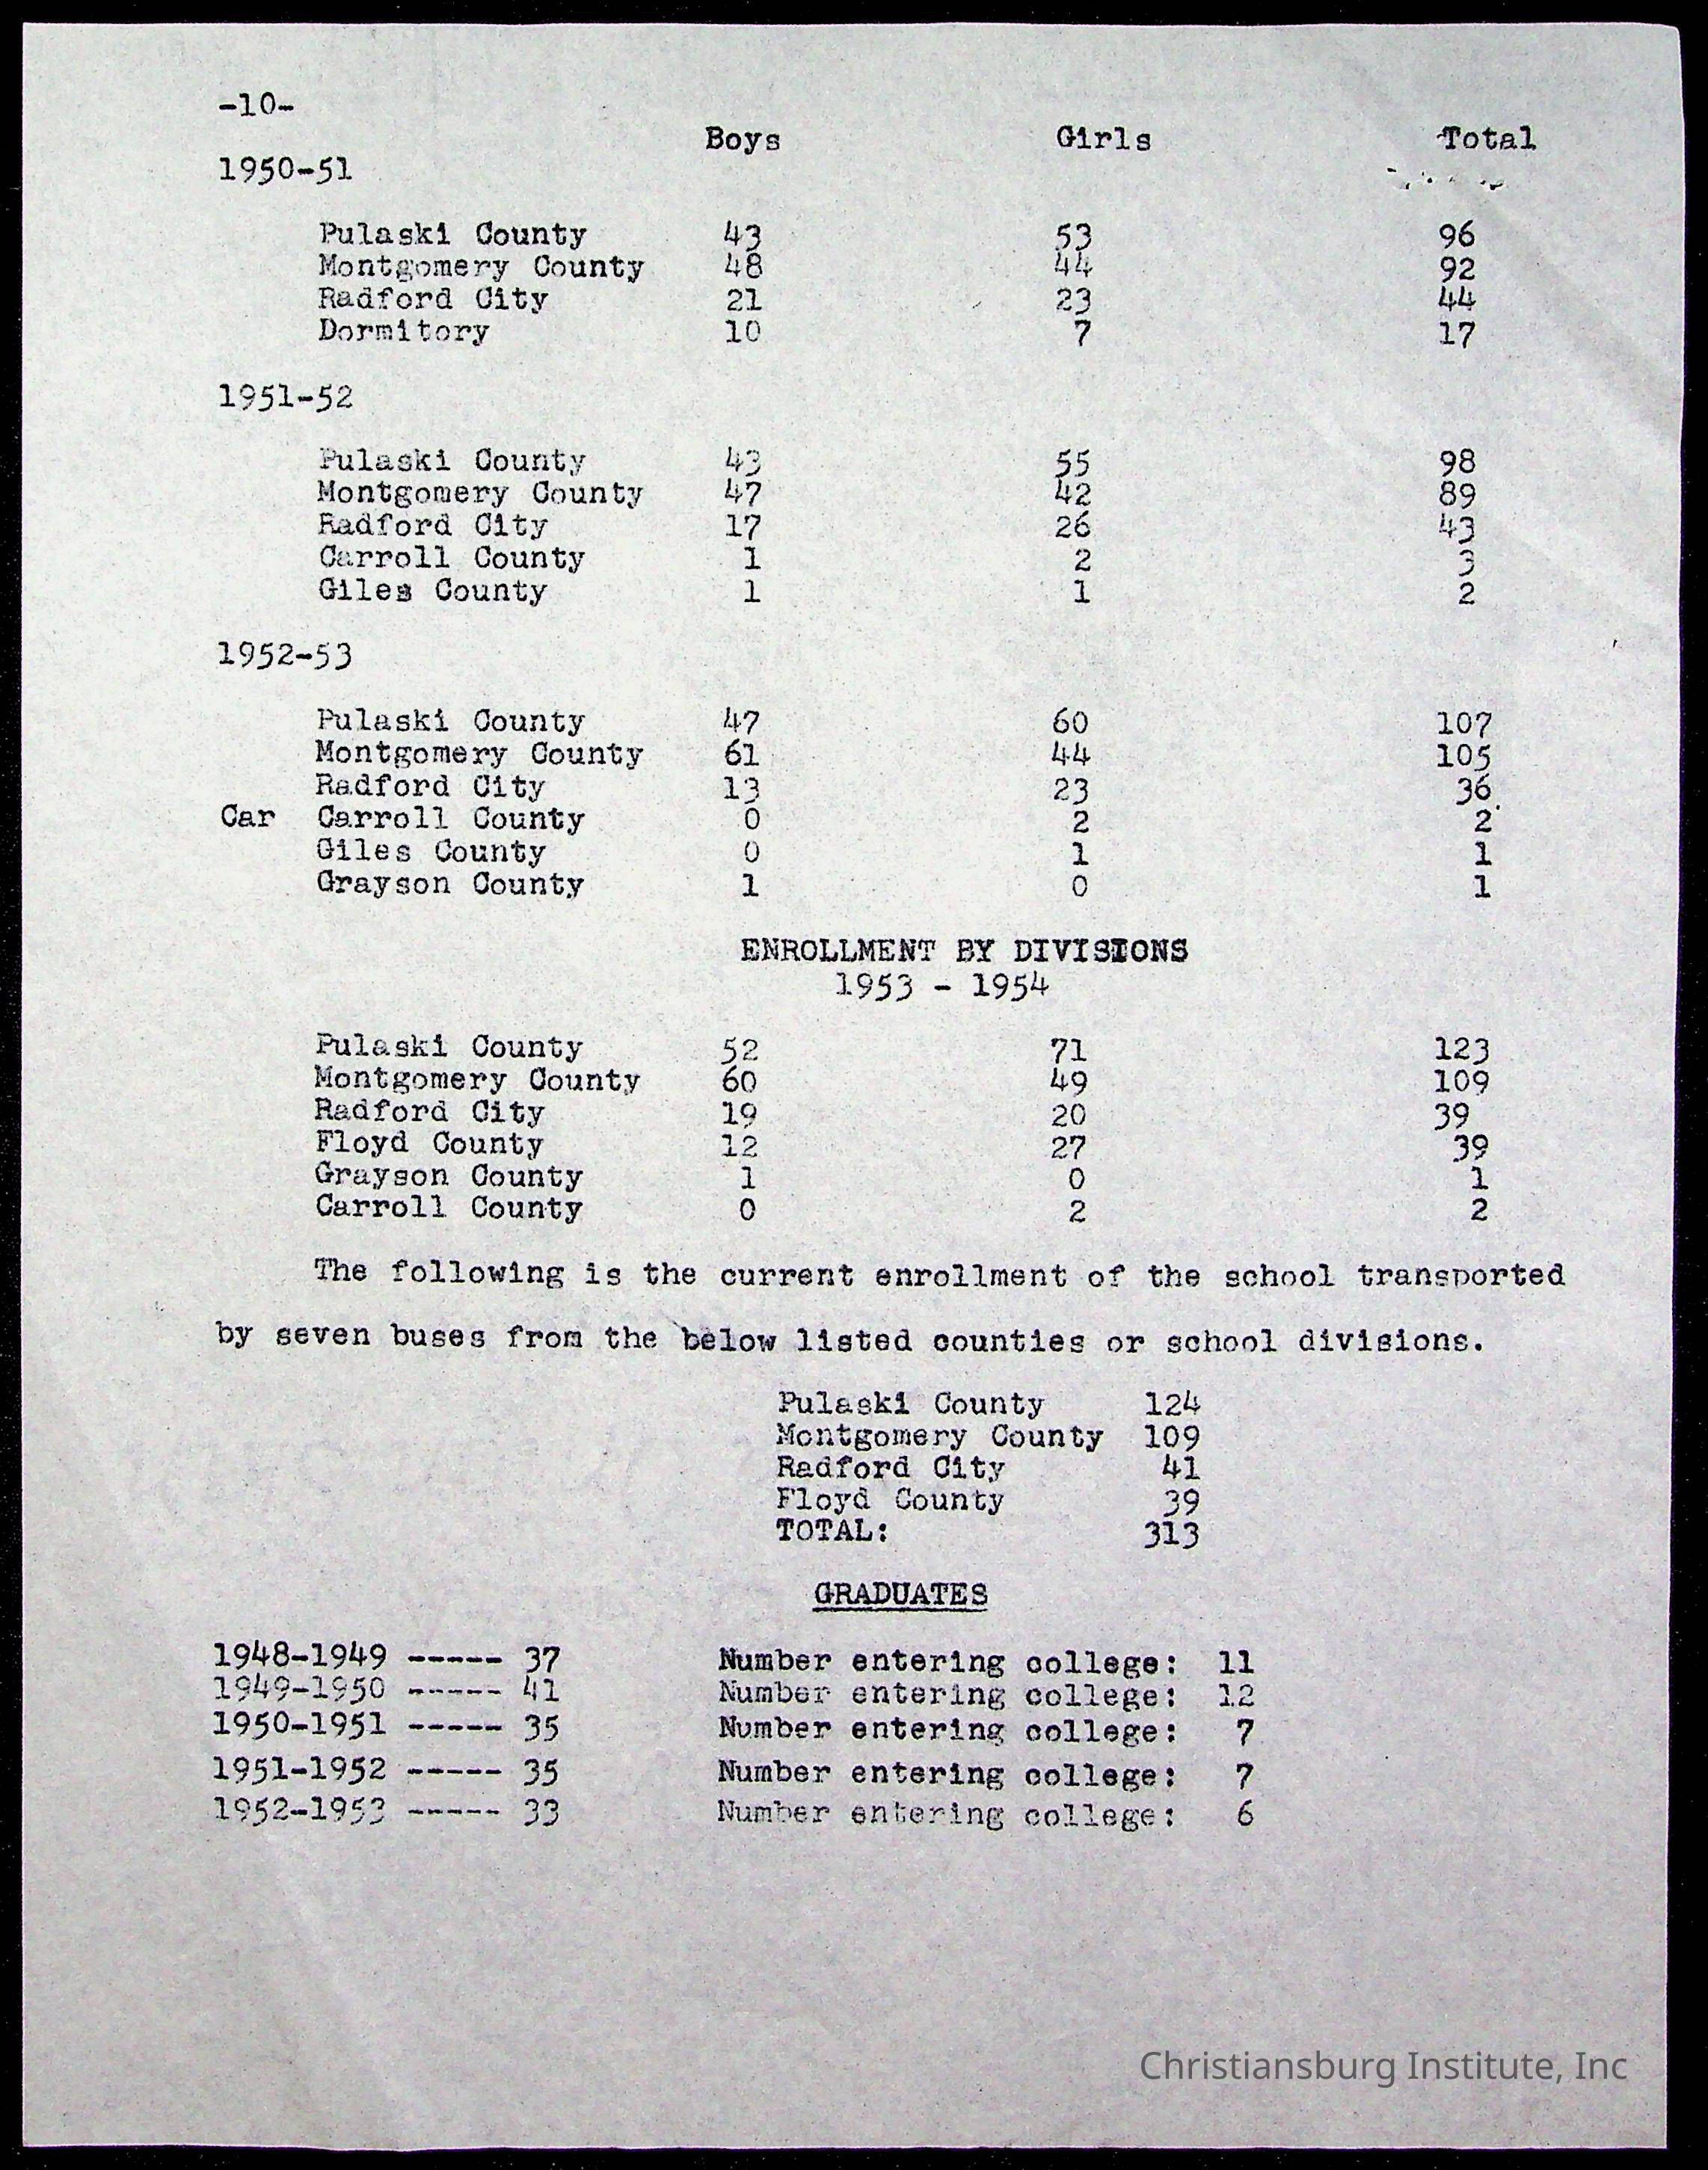 -10-
Boys Girls Total
1950-51
Pulaski County 43 53 96
Montgomery County 48 44 92
Radford City 21 23 44
Dormitory 10 7 17
1951-52
Pulaski County 43 55 98
Montgomery County 47 42 89
Radford City 17 26 43
Carroll County 1 2 3
Giles County 1 1 2
1952-53
Pulaski County 47 60 107
Montgomery County 61 44 105
Radford City 13 23 36
Car Carroll County 0 2 2
Giles County 0 1 1
Grayson County 1 0 1
ENROLLMENT BY DIVISIONS
1953 - 1954
Pulaski County 52 71 123
Montgomery County 60 49 109
Radford City 19 20 39
Floyd County 12 27 39
Grayson County 1 0 1
Carroll County 0 2 2
The following is the current enrollment of the school transported
by seven buses from the below listed counties or school divisions.
Pulaski County 124
Montgomery County 109
Radford City 41
Floyd County 39
TOTAL: 313
GRADUATES
1948-1949 ----- 37 Number entering college: 11
1949-1950 ----- 41 Number entering college: 12
1950-1951 ----- 35 Number entering college: 7
1951-1952 ----- 35 Number entering college: 7
1952-1953 ----- 33 Number entering college: 6
Christiansburg Institute, Inc